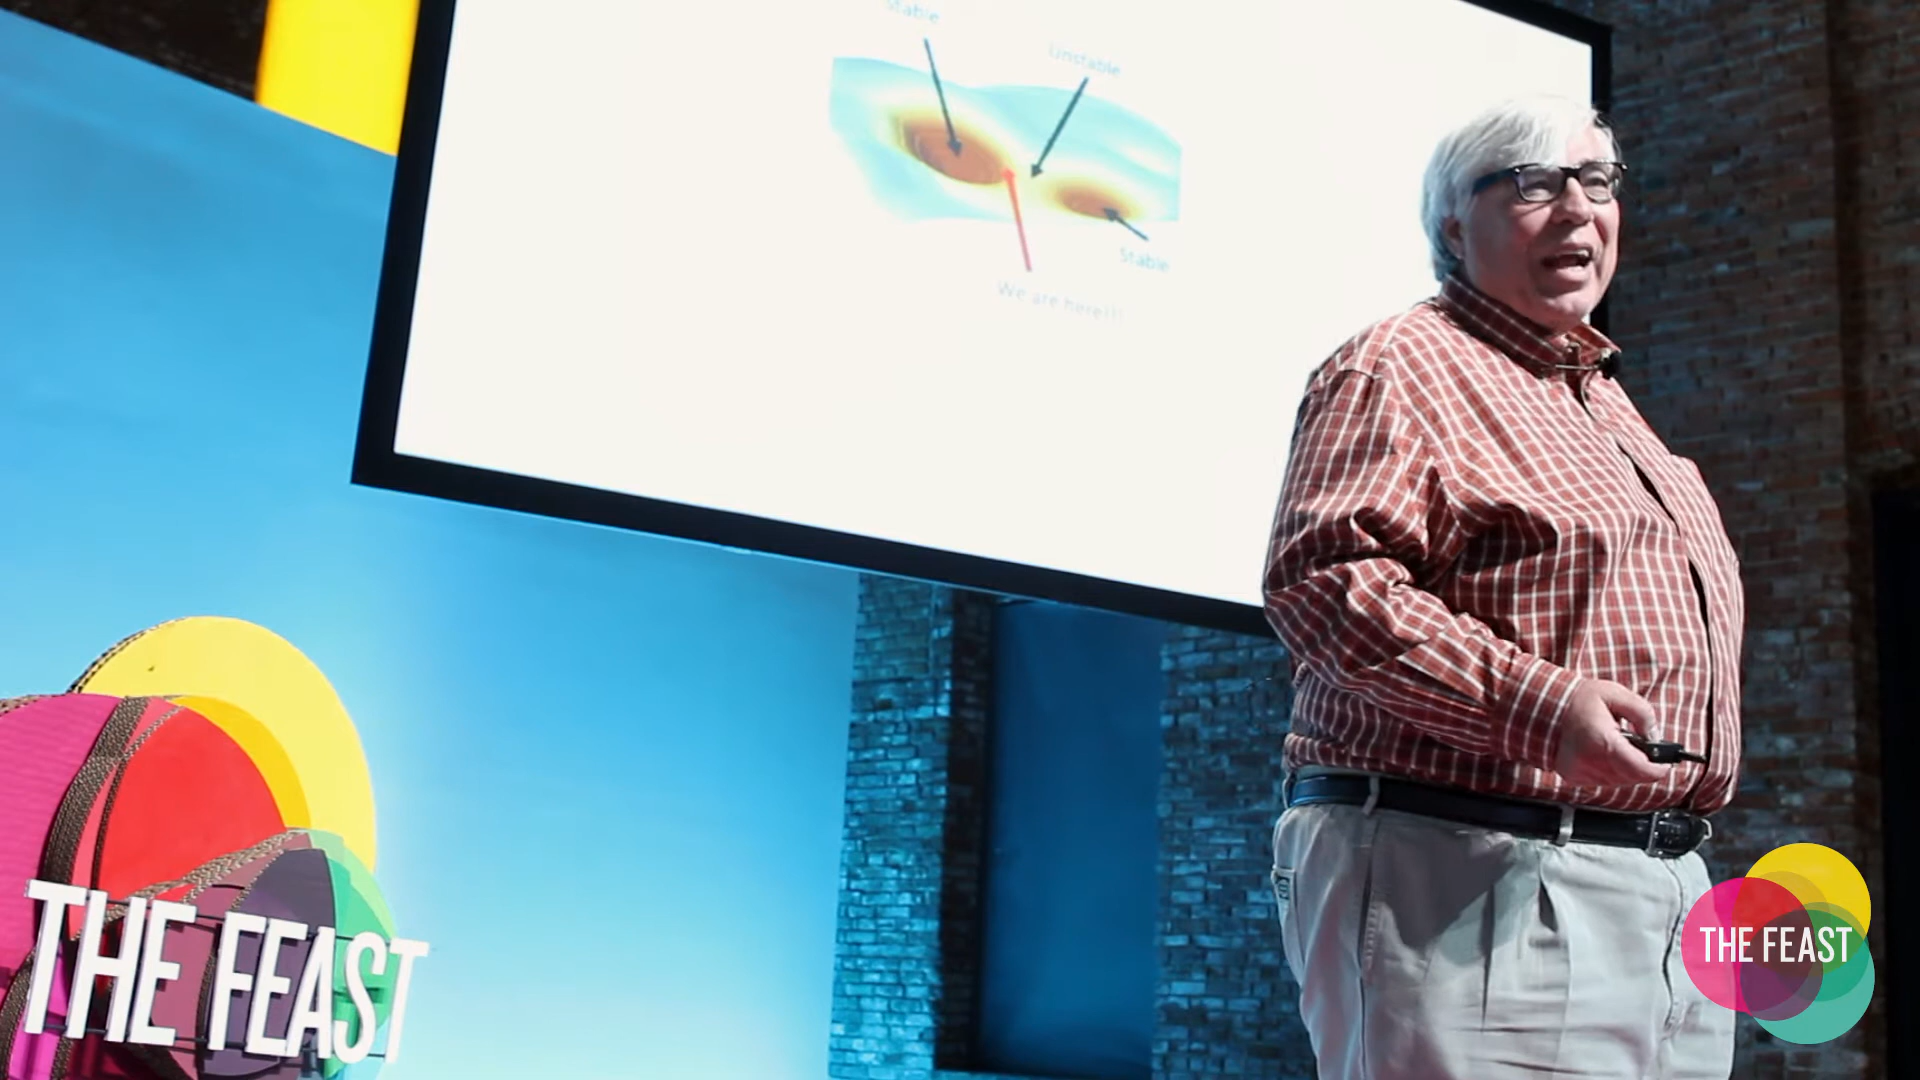 Stable
Unstable
Stable
We are here!!!
THE FEAST
THE FEAST